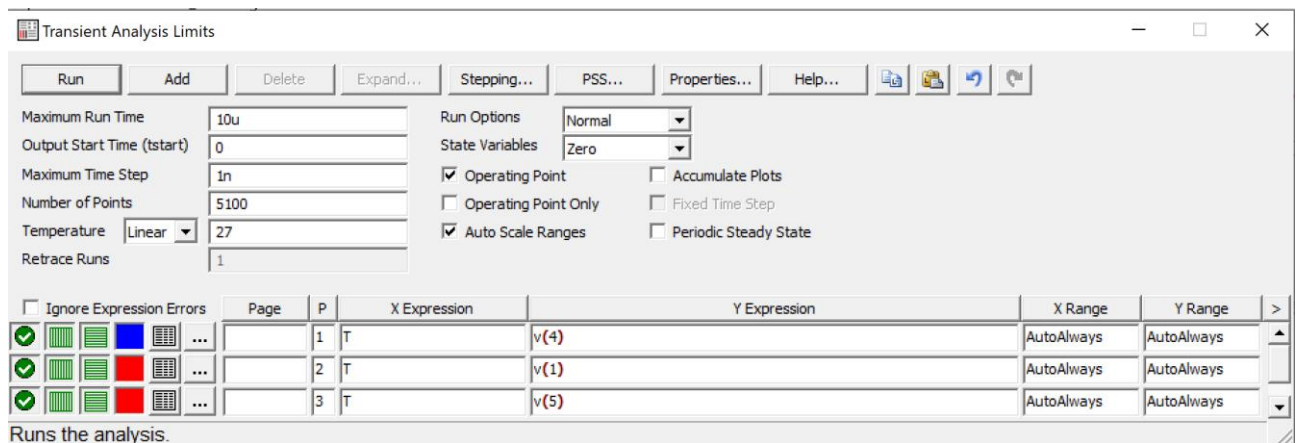 Transient Analysis Limits
Run Add Delete Expand... Stepping... PSS... Properties... Help...
Maximum Run Time 10u Run Options Normal
Output Start Time (tstart) 0 State Variables Zero
Maximum Time Step 1n Operating Point Accumulate Plots
Number of Points 5100 Operating Point Only Fixed Time Step
Temperature Linear 27 Auto Scale Ranges Periodic Steady State
Retrace Runs 1
Ignore Expression Errors Page P X Expression Y Expression X Range Y Range >
... 1 T v(4) AutoAlways AutoAlways
... 2 T v(1) AutoAlways AutoAlways
... 3 T v(5) AutoAlways AutoAlways
Runs the analysis.